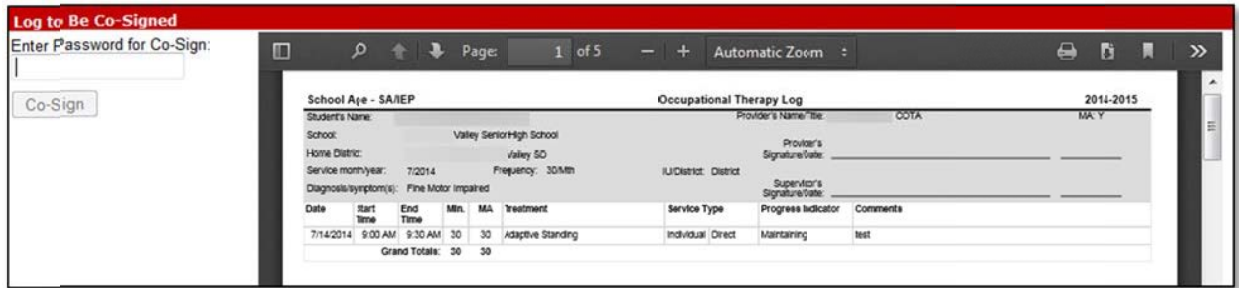 Log to Be Co-Signed
Enter Password for Co-Sign:
Co-Sign
Page: 1 of 5 − + Automatic Zoom
School Age - SA/IEP Occupational Therapy Log 2014-2015
Student's Name: Provider's Name/Title: COTA MA: Y
School: Valley Senior High School
Provider's
Signature/Date:
Home District: Valley SD
Service month/year: 7/2014 Frequency: 30/Mth IU/District: District
Supervisor's
Signature/Date:
Diagnosis/symptom(s): Fine Motor Impaired
Date Start Time End Time Min. MA Treatment Service Type Progress Indicator Comments
7/14/2014 9:00 AM 9:30 AM 30 30 Adaptive Standing Individual Direct Maintaining test
Grand Totals: 30 30